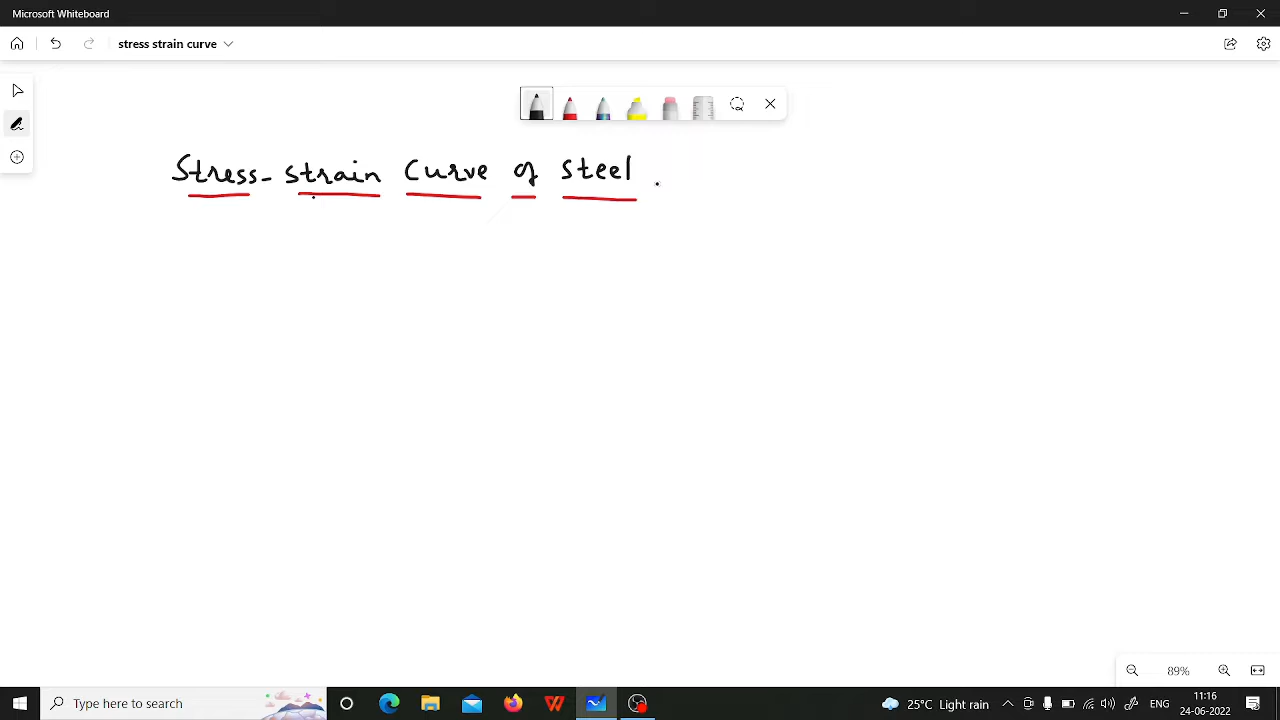 Microsoft Whiteboard
stress strain curve
Stress-strain Curve of steel.
89%
Type here to search
25°C Light rain
ENG
11:16
24-06-2022